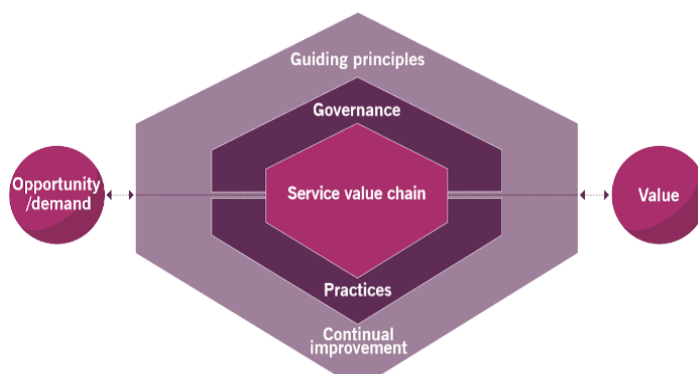 Guiding principles
Governance
Opportunity
/demand
Service value chain
Value
Practices
Continual
improvement